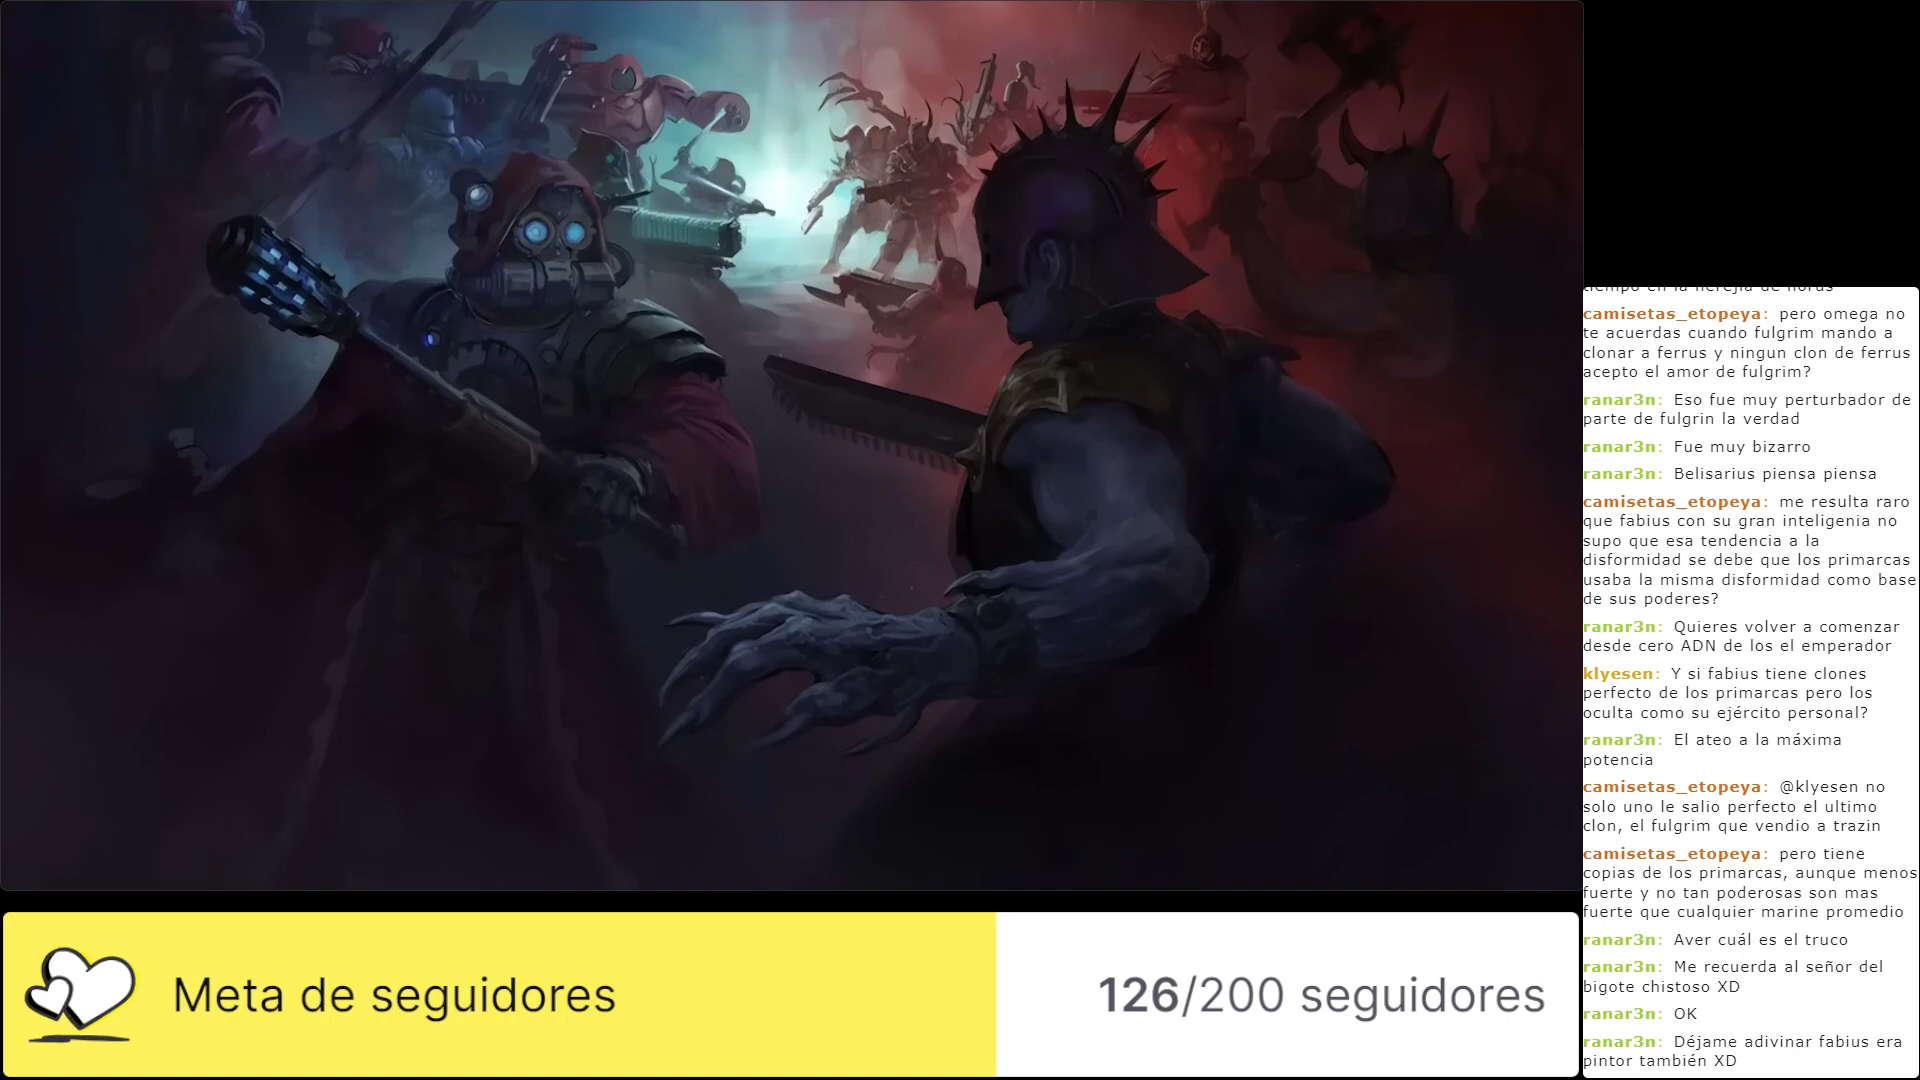 tiempo en la herejía de horus
camisetas_etopeya: pero omega no
te acuerdas cuando fulgrim mando a
clonar a ferrus y ningun clon de ferrus
acepto el amor de fulgrim?
ranar3n: Eso fue muy perturbador de
parte de fulgrin la verdad
ranar3n: Fue muy bizarro
ranar3n: Belisarius piensa piensa
camisetas_etopeya: me resulta raro
que fabius con su gran inteligenia no
supo que esa tendencia a la
disformidad se debe que los primarcas
usaba la misma disformidad como base
de sus poderes?
ranar3n: Quieres volver a comenzar
desde cero ADN de los el emperador
klyesen: Y si fabius tiene clones
perfecto de los primarcas pero los
oculta como su ejército personal?
ranar3n: El ateo a la máxima
potencia
camisetas_etopeya: @klyesen no
solo uno le salio perfecto el ultimo
clon, el fulgrim que vendio a trazin
camisetas_etopeya: pero tiene
copias de los primarcas, aunque menos
fuerte y no tan poderosas son mas
fuerte que cualquier marine promedio
ranar3n: Aver cuál es el truco
ranar3n: Me recuerda al señor del
bigote chistoso XD
ranar3n: OK
ranar3n: Déjame adivinar fabius era
pintor también XD
Meta de seguidores
126/200 seguidores